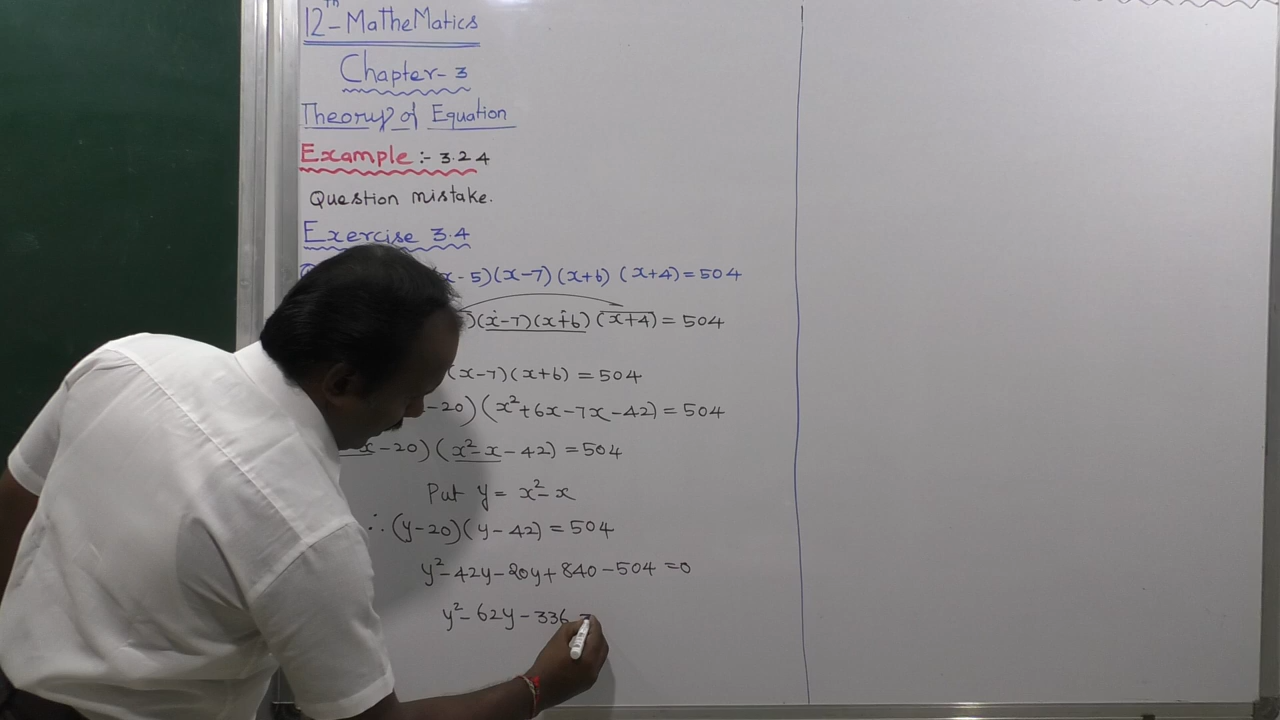 12th - MatheMatics
Chapter - 3
Theory of Equation
Example :- 3.24
Question mistake.
Exercise 3.4
x - 5)(x-7)(x+6)(x+4) = 504
)(x-7)(x+6)(x+4) = 504
(x-7)(x+6) = 504
-20)(x²+6x-7x-42) = 504
x-20)(x²-x-42) = 504
Put y = x²-x
∴ (y-20)(y-42) = 504
y²-42y-20y+840-504 = 0
y²-62y-336 =